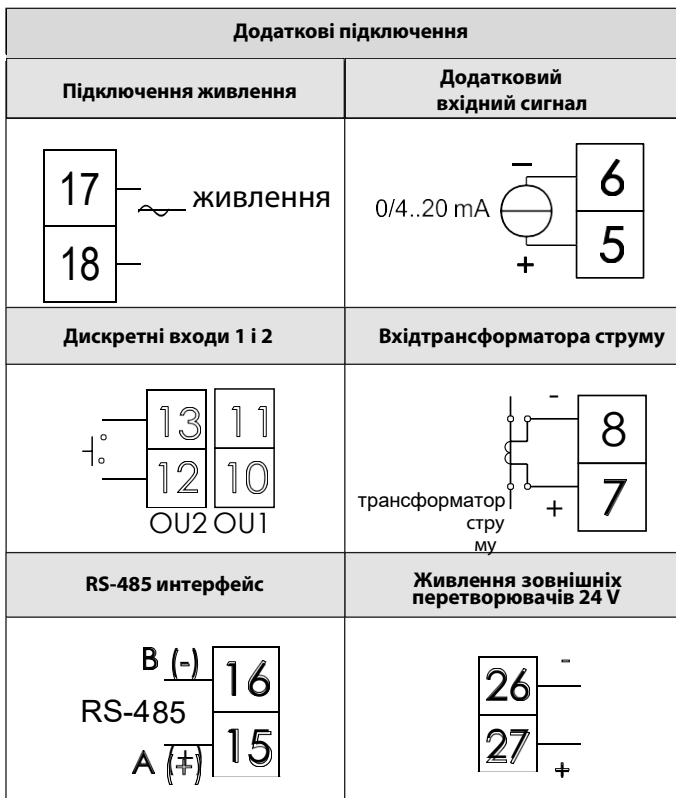 Додаткові підключення
Підключення живлення
Додатковий
вхідний сигнал
17
18
живлення
0/4..20 mA
−
+
6
5
Дискретні входи 1 і 2
Вхідтрансформатора струму
13 11
12 10
OU2 OU1
-
+
8
7
трансформатор
стру
му
RS-485 интерфейс
Живлення зовнішніх
перетворювачів 24 V
B (-)
RS-485
A (+)
16
15
26
27
-
+